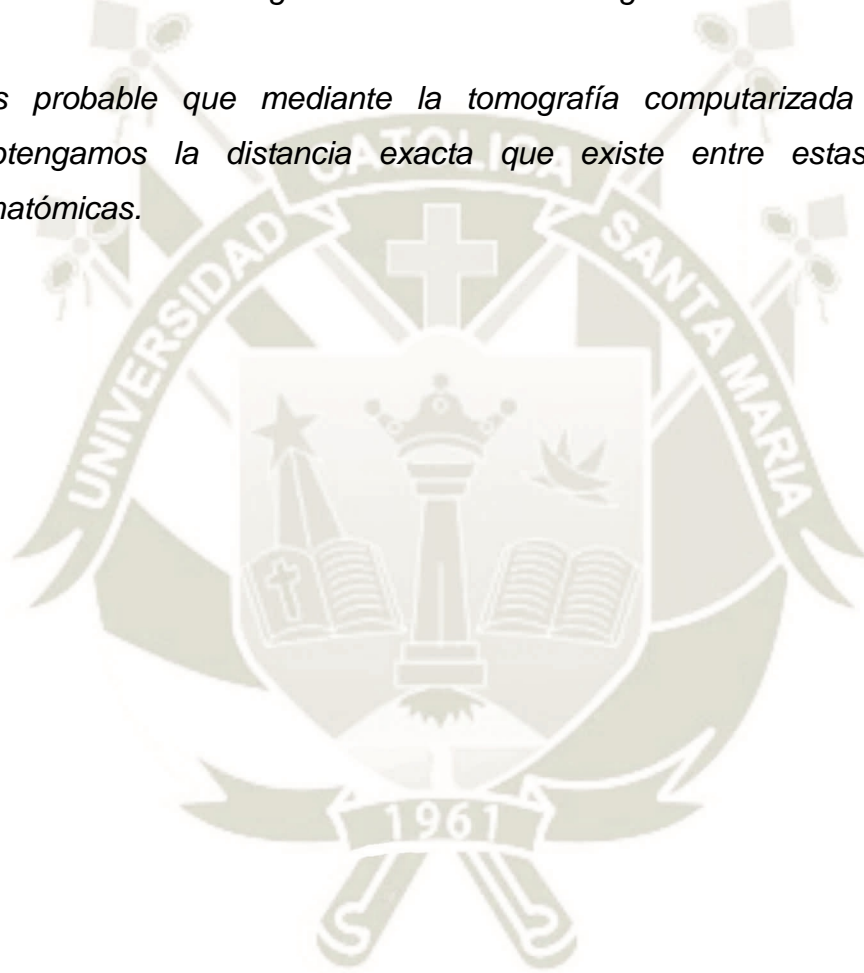 s probable que mediante la tomografía computarizada
btengamos la distancia exacta que existe entre estas
natómicas.
UNIVERSIDAD CATOLICA SANTA MARIA
1961